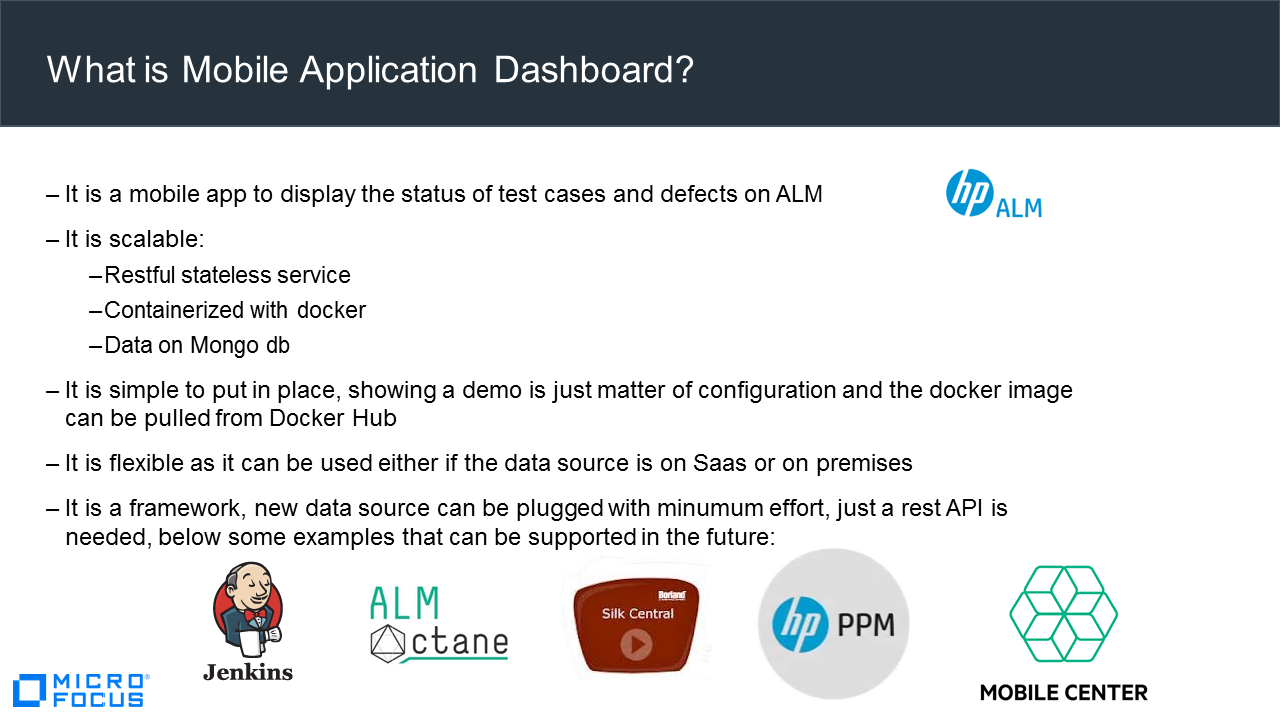 What is Mobile Application Dashboard?
– It is a mobile app to display the status of test cases and defects on ALM
hp ALM
– It is scalable:
–Restful stateless service
–Containerized with docker
–Data on Mongo db
– It is simple to put in place, showing a demo is just matter of configuration and the docker image
can be pulled from Docker Hub
– It is flexible as it can be used either if the data source is on Saas or on premises
– It is a framework, new data source can be plugged with minumum effort, just a rest API is
needed, below some examples that can be supported in the future:
Jenkins
ALM
Octane
Borland
Silk Central
hp PPM
MOBILE CENTER
MICRO
FOCUS